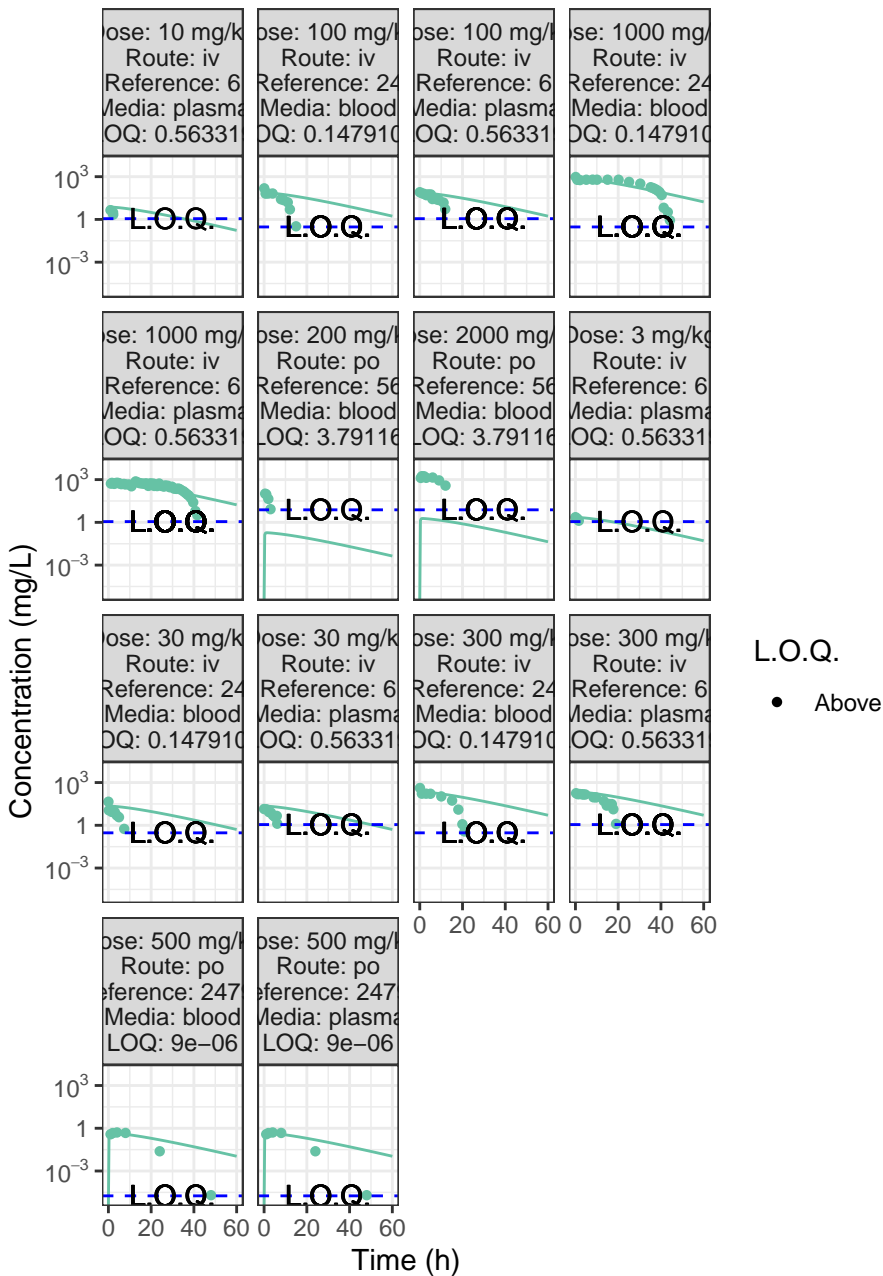 ose: 10 mg/k
Route: iv
Reference: 6
Media: plasma
OQ: 0.56331
ose: 100 mg/k
Route: iv
Reference: 24
Media: blood
OQ: 0.147910
ose: 100 mg/k
Route: iv
Reference: 6
Media: plasma
OQ: 0.56331
ose: 1000 mg/
Route: iv
Reference: 24
Media: blood
OQ: 0.147910
10³
1
10⁻³
L.O.Q.
L.O.Q.
L.O.Q.
L.O.Q.
ose: 1000 mg/
Route: iv
Reference: 6
Media: plasma
OQ: 0.56331
ose: 200 mg/k
Route: po
Reference: 56
Media: blood
LOQ: 3.79116
ose: 2000 mg/
Route: po
Reference: 56
Media: blood
LOQ: 3.79116
Dose: 3 mg/kg
Route: iv
Reference: 6
Media: plasma
OQ: 0.56331
10³
1
10⁻³
L.O.Q.
L.O.Q.
L.O.Q.
L.O.Q.
Concentration (mg/L)
ose: 30 mg/k
Route: iv
Reference: 24
Media: blood
OQ: 0.147910
ose: 30 mg/k
Route: iv
Reference: 6
Media: plasma
OQ: 0.56331
ose: 300 mg/k
Route: iv
Reference: 24
Media: blood
OQ: 0.147910
ose: 300 mg/k
Route: iv
Reference: 6
Media: plasma
OQ: 0.56331
L.O.Q.
Above
10³
1
10⁻³
L.O.Q.
L.O.Q.
L.O.Q.
L.O.Q.
0 20 40 60
0 20 40 60
ose: 500 mg/k
Route: po
eference: 247
Media: blood
LOQ: 9e−06
ose: 500 mg/k
Route: po
eference: 247
Media: plasma
LOQ: 9e−06
10³
1
10⁻³
L.O.Q.
L.O.Q.
0 20 40 60
0 20 40 60
Time (h)